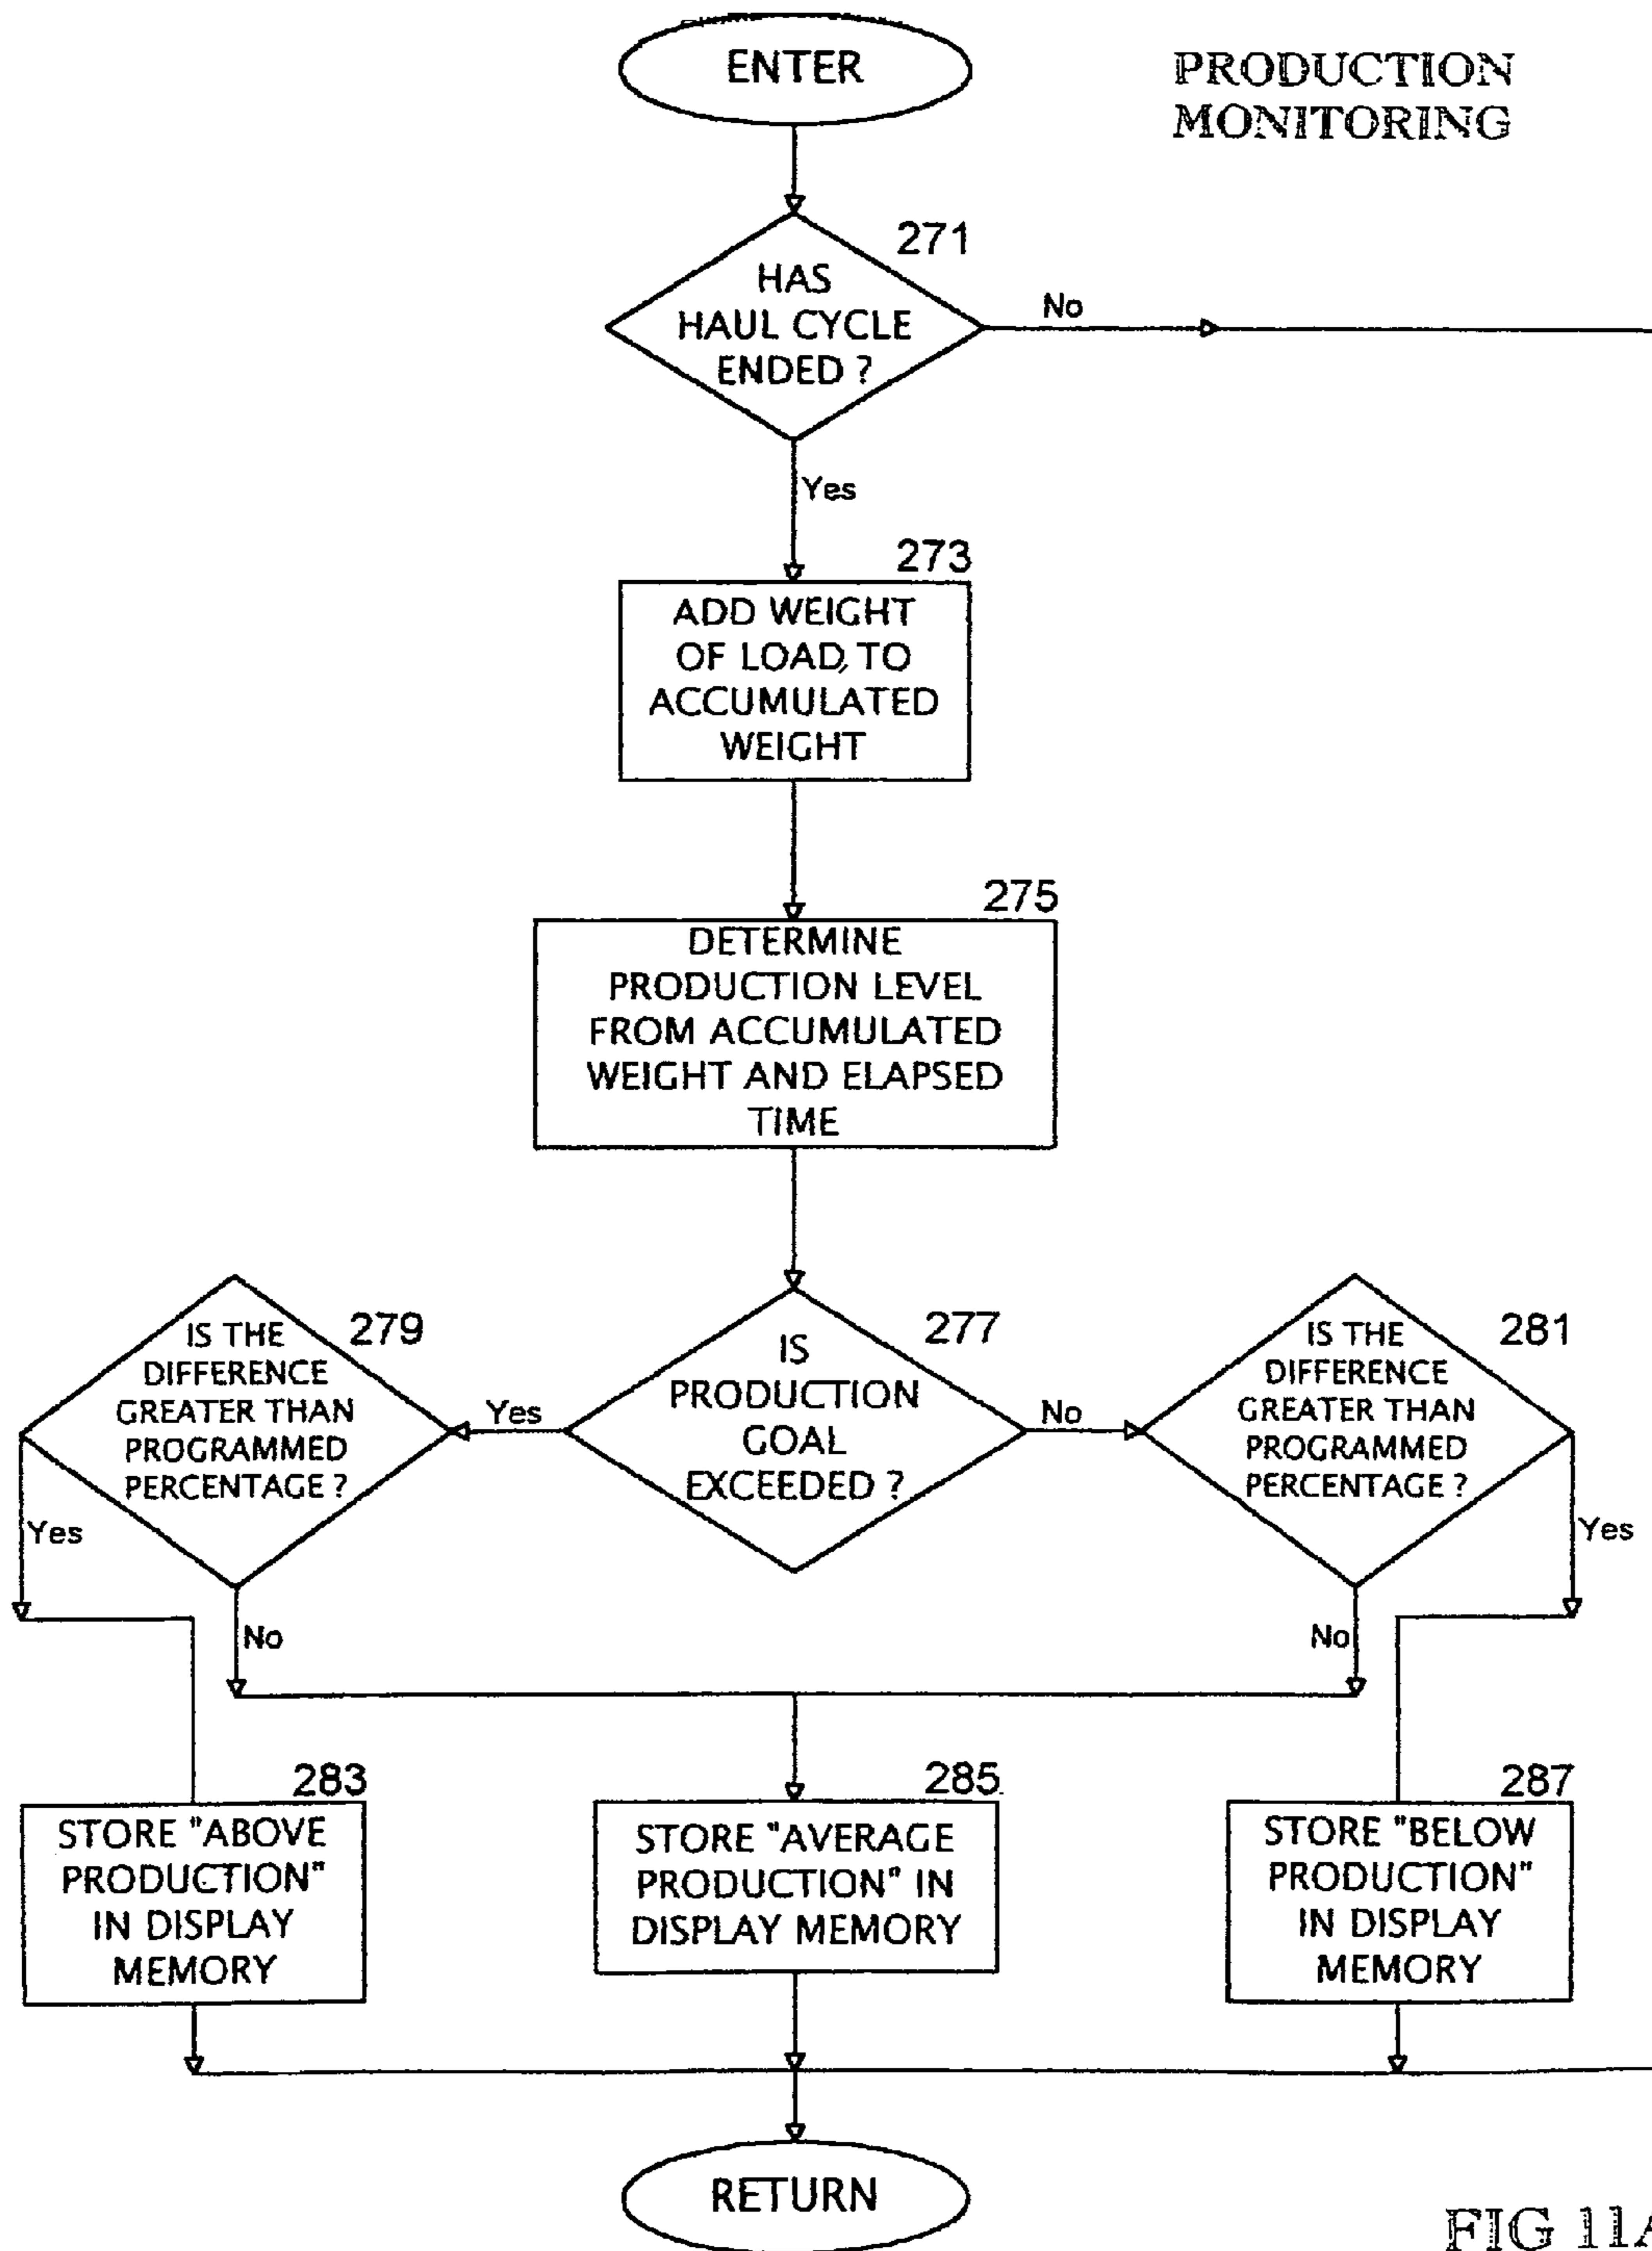 ENTER
PRODUCTION
MONITORING
271
HAS
HAUL CYCLE
ENDED ?
No
Yes
273
ADD WEIGHT
OF LOAD, TO
ACCUMULATED
WEIGHT
275
DETERMINE
PRODUCTION LEVEL
FROM ACCUMULATED
WEIGHT AND ELAPSED
TIME
279
IS THE
DIFFERENCE
GREATER THAN
PROGRAMMED
PERCENTAGE ?
Yes
277
IS
PRODUCTION
GOAL
EXCEEDED ?
No
281
IS THE
DIFFERENCE
GREATER THAN
PROGRAMMED
PERCENTAGE ?
Yes
No
No
Yes
283
STORE "ABOVE
PRODUCTION"
IN DISPLAY
MEMORY
285
STORE "AVERAGE
PRODUCTION" IN
DISPLAY MEMORY
287
STORE "BELOW
PRODUCTION"
IN DISPLAY
MEMORY
RETURN
FIG 11A